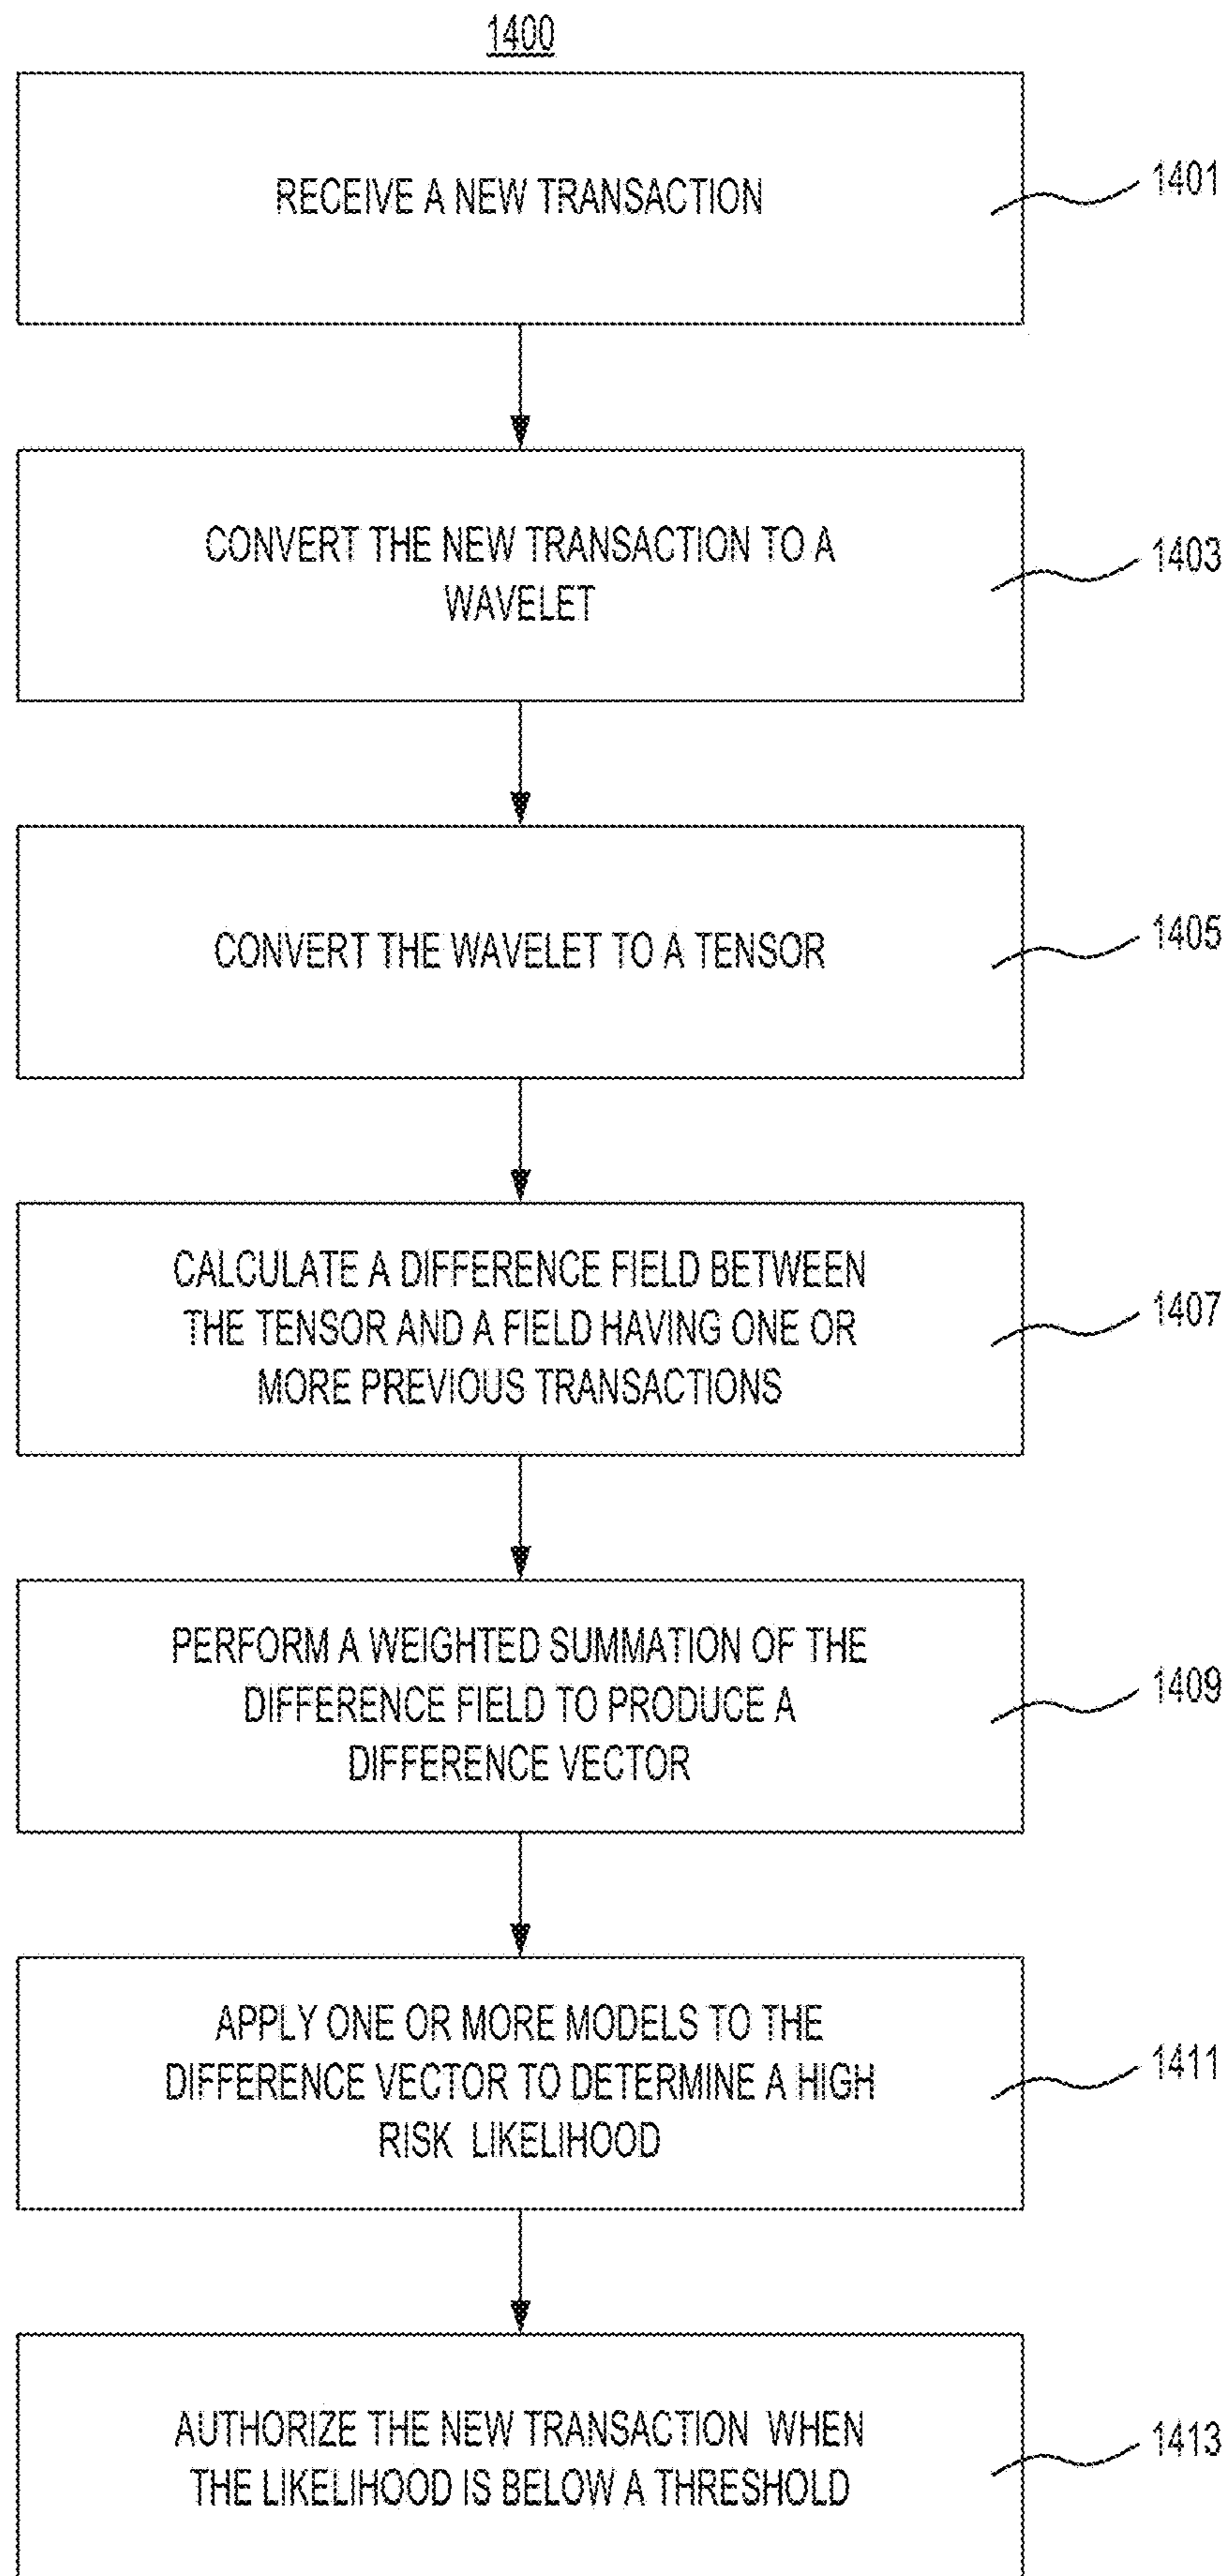 1400
RECEIVE A NEW TRANSACTION
1401
CONVERT THE NEW TRANSACTION TO A
WAVELET
1403
CONVERT THE WAVELET TO A TENSOR
1405
CALCULATE A DIFFERENCE FIELD BETWEEN
THE TENSOR AND A FIELD HAVING ONE OR
MORE PREVIOUS TRANSACTIONS
1407
PERFORM A WEIGHTED SUMMATION OF THE
DIFFERENCE FIELD TO PRODUCE A
DIFFERENCE VECTOR
1409
APPLY ONE OR MORE MODELS TO THE
DIFFERENCE VECTOR TO DETERMINE A HIGH
RISK LIKELIHOOD
1411
AUTHORIZE THE NEW TRANSACTION WHEN
THE LIKELIHOOD IS BELOW A THRESHOLD
1413